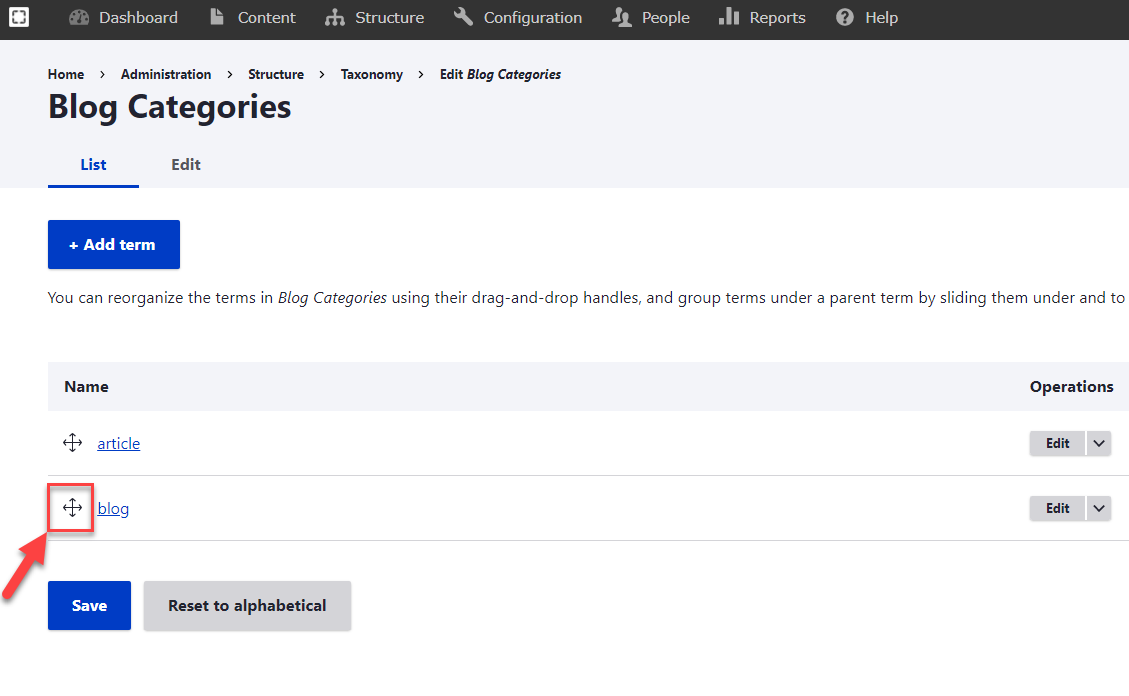 Dashboard Content Structure Configuration People Reports Help
Home › Administration › Structure › Taxonomy › Edit Blog Categories
Blog Categories
List Edit
+ Add term
You can reorganize the terms in Blog Categories using their drag-and-drop handles, and group terms under a parent term by sliding them under and to
Name Operations
article Edit
blog Edit
Save Reset to alphabetical